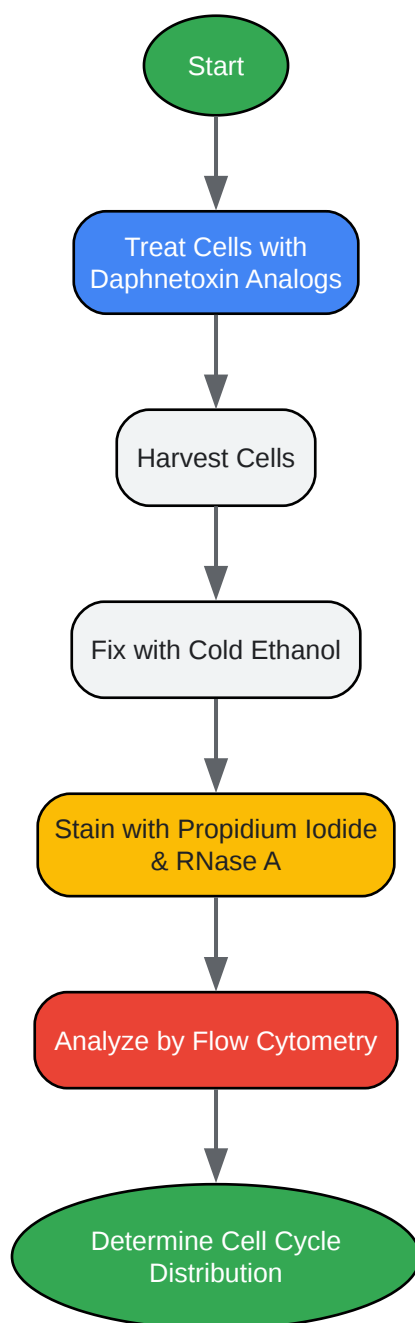 Start
Treat Cells with
Daphnetoxin Analogs
Harvest Cells
Fix with Cold Ethanol
Stain with Propidium Iodide
& RNase A
Analyze by Flow Cytometry
Determine Cell Cycle
Distribution